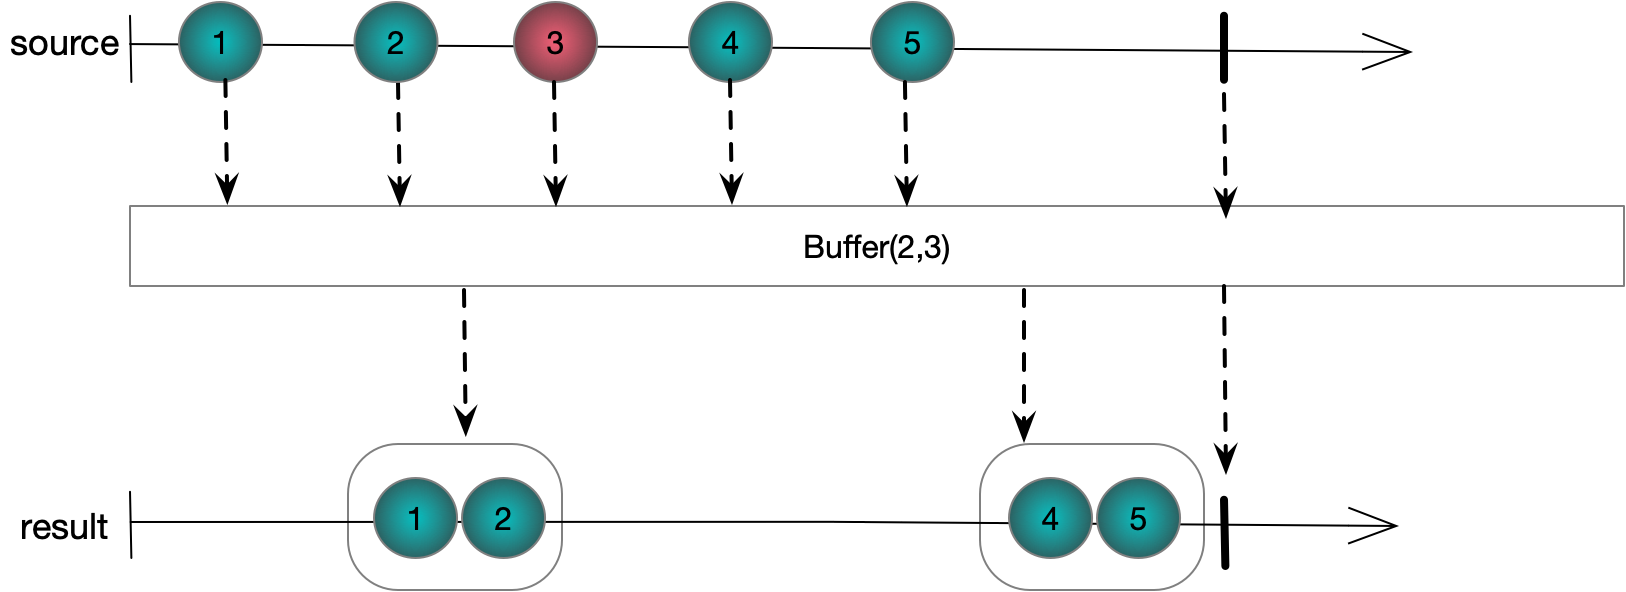 source 1 2 3 4 5
Buffer(2,3)
result 1 2 4 5